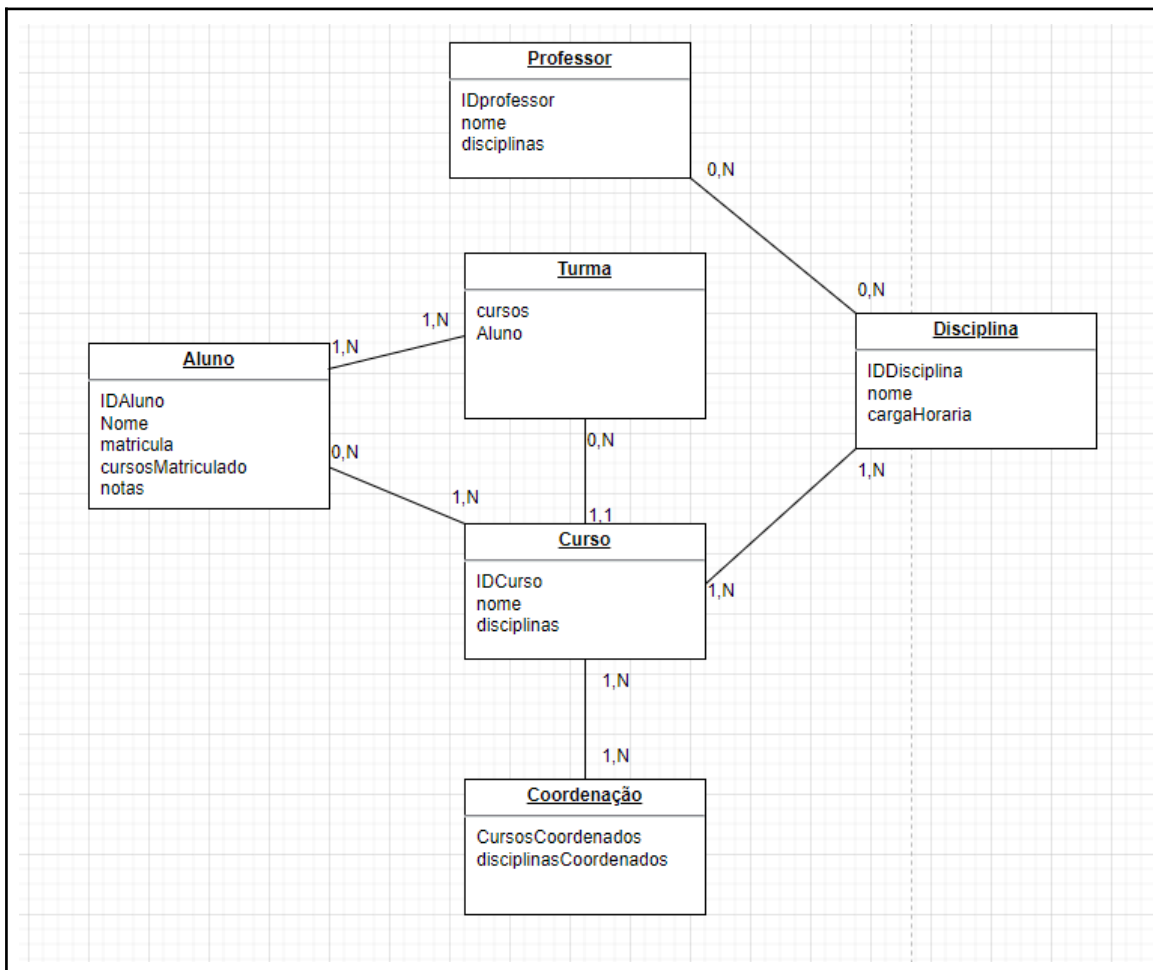 Professor
IDprofessor
nome
disciplinas
0,N
Turma
cursos
Aluno
1,N
1,N
Aluno
IDAluno
Nome
matricula
cursosMatriculado
notas
0,N
Disciplina
IDDisciplina
nome
cargaHoraria
0,N
1,N
0,N
1,N
1,1
Curso
IDCurso
nome
disciplinas
1,N
1,N
1,N
Coordenação
CursosCoordenados
disciplinasCoordenados